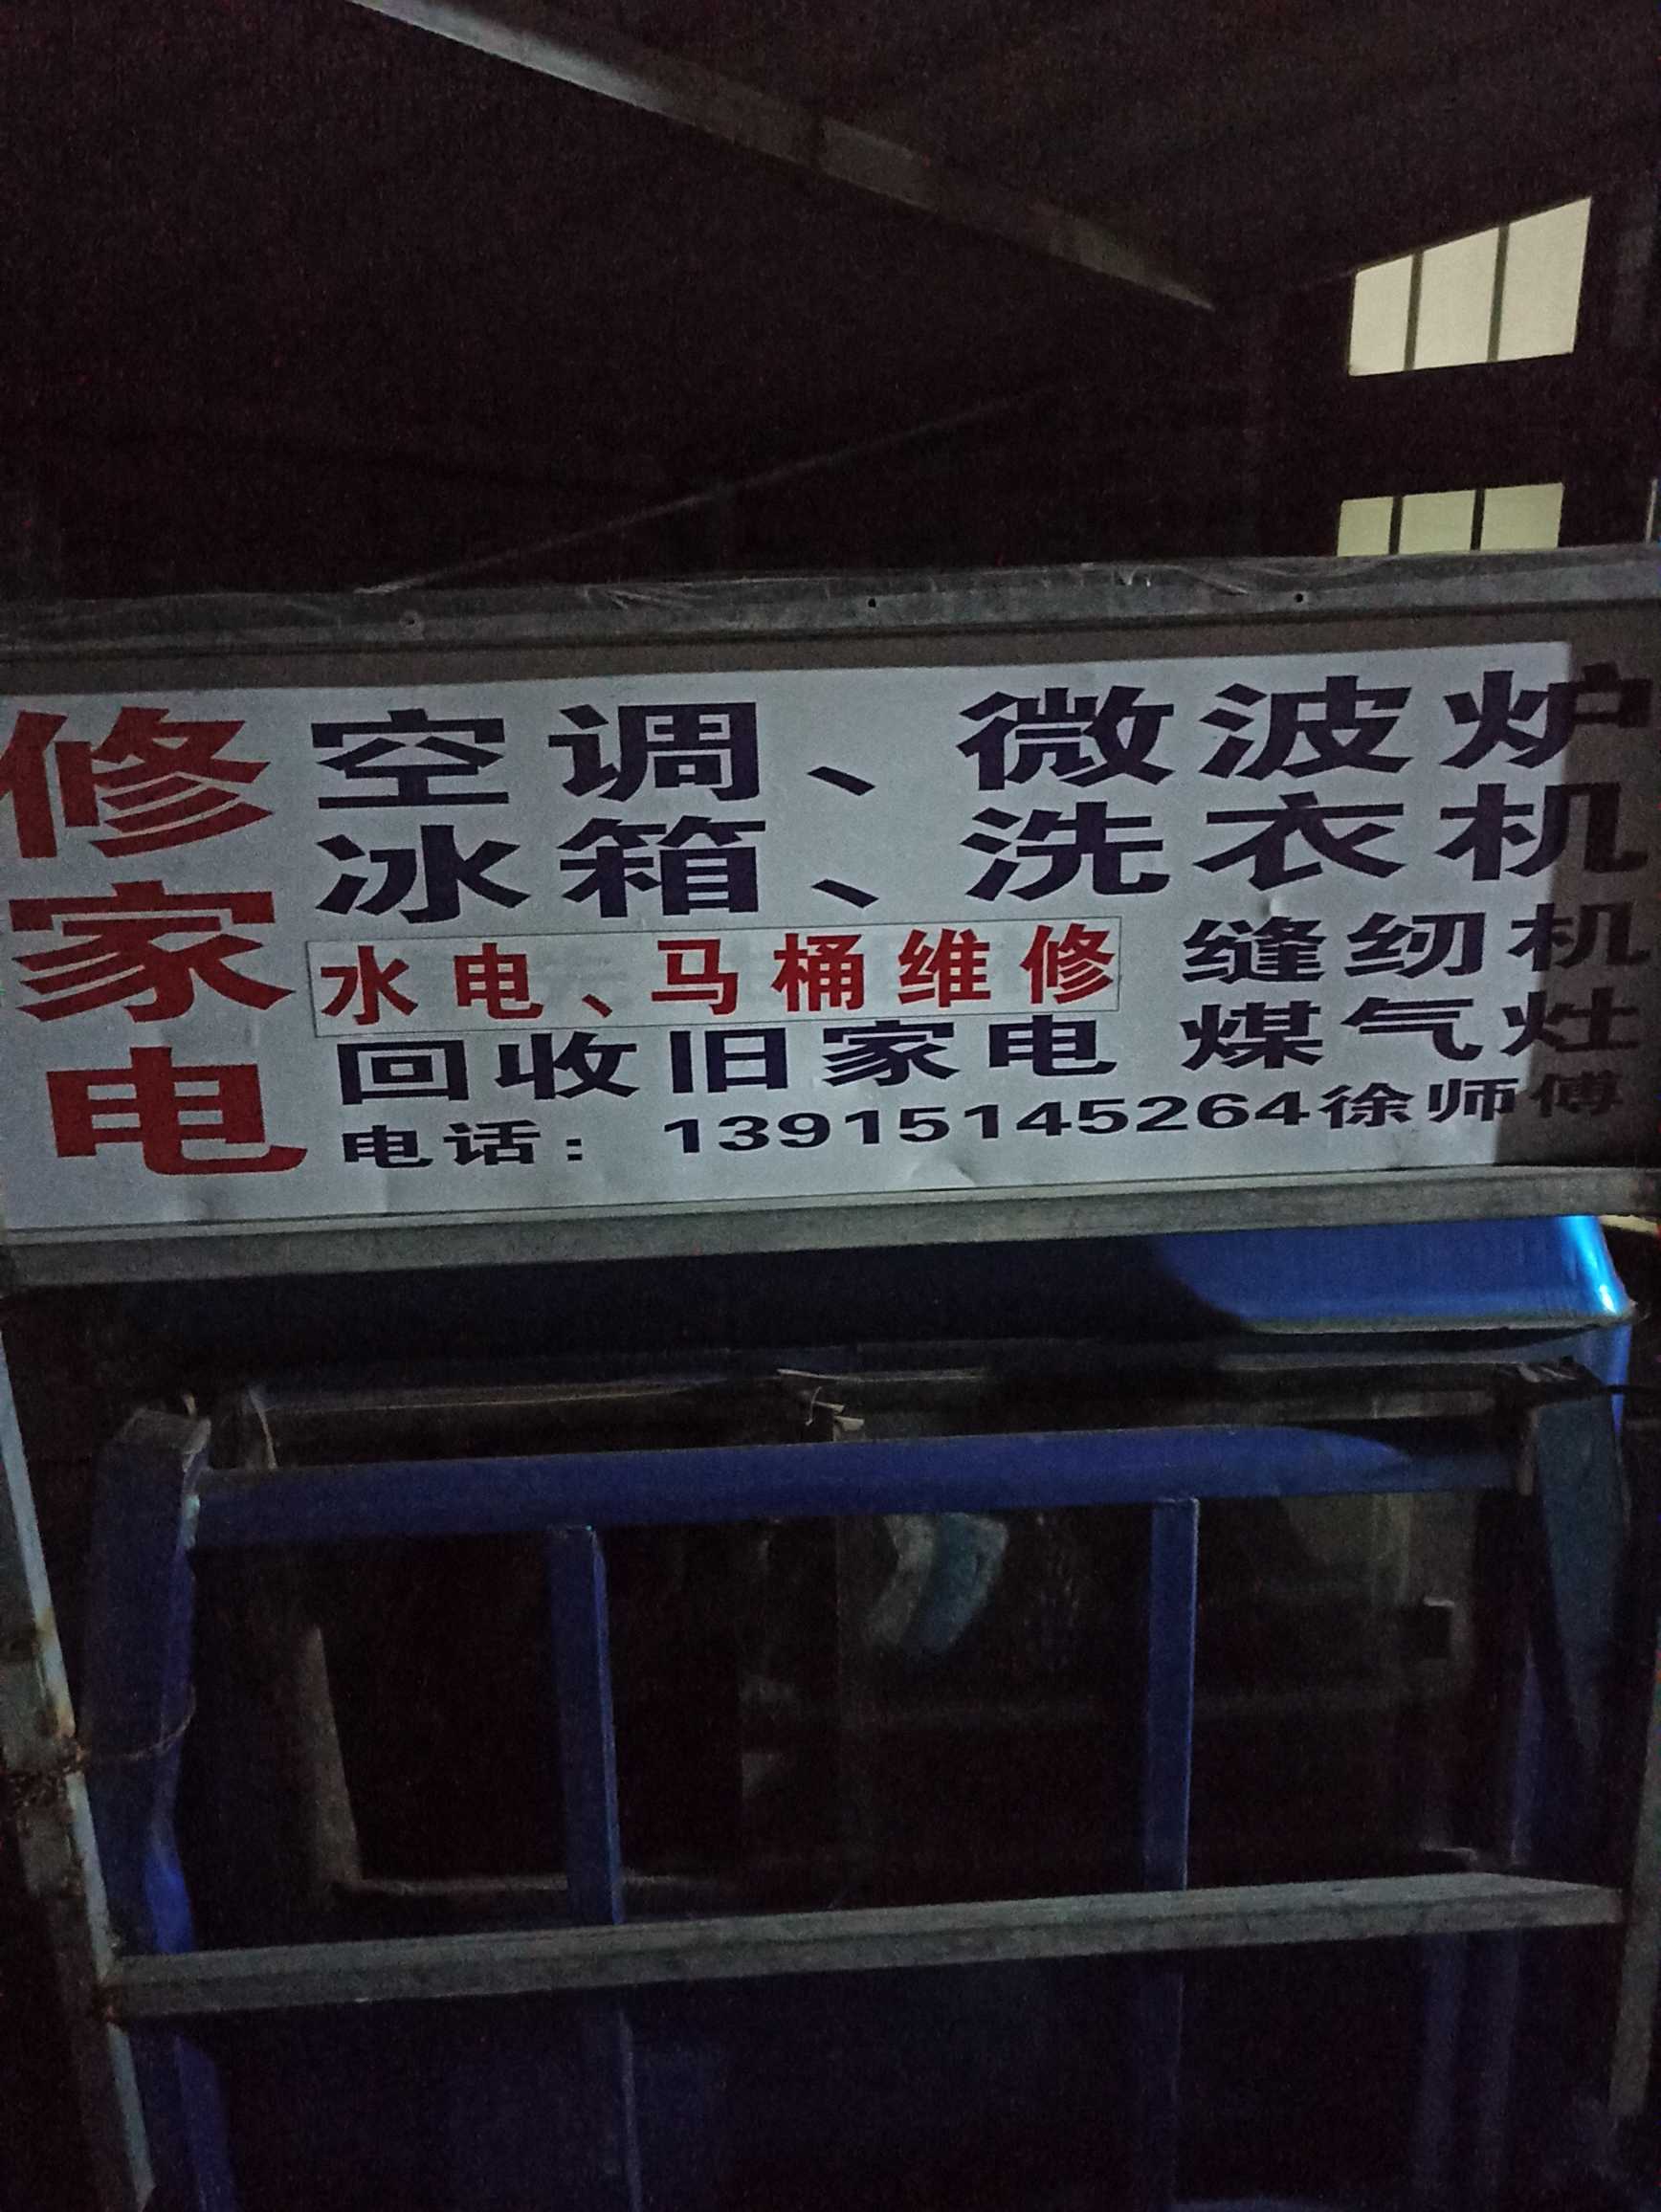 修家电
空调、微波炉
冰箱、洗衣机
水电、马桶维修 缝纫机
回收旧家电 煤气灶
电话：13915145264徐师傅